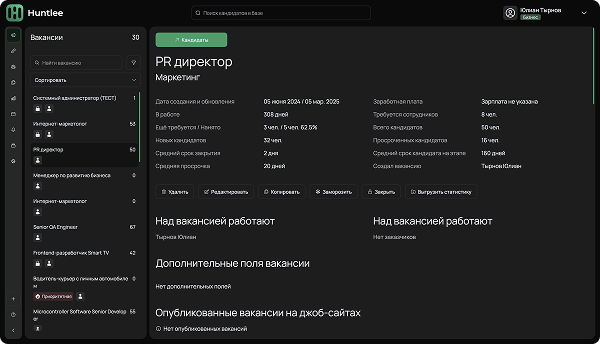 Huntlee
Поиск кандидатов в базе
Юлиан Тырнов
Бизнес
Вакансии 30
Найти вакансию
Сортировать
Системный администратор (ТЕСТ) 1
Интернет-маркетолог 53
PR директор 50
Менеджер по развитию бизнеса 0
Интернет-маркетолог 0
Senior QA Engineer 67
Frontend-разработчик Smart TV 42
Водитель-курьер с личным автомобиле 0
м
Приоритетная
Microcontroller Software Senior Develop 55
er
Кандидаты
PR директор
Маркетинг
Дата создания и обновления 05 июня 2024 / 05 мар. 2025 Заработная плата Зарплата не указана
В работе 308 дней Требуется сотрудников 8 чел.
Ещё требуется / Нанято 3 чел. / 5 чел. 62,5% Всего кандидатов 50 чел.
Новых кандидатов 32 чел. Просроченных кандидатов 16 чел.
Средний срок закрытия 2 дня Средний срок кандидата на этапе 160 дней
Средняя просрочка 20 дней Создал вакансию Тырнов Юлиан
Удалить Редактировать Копировать Заморозить Закрыть Выгрузить статистику
Над вакансией работают Над вакансией работают
Тырнов Юлиан Нет заказчиков
Дополнительные поля вакансии
Нет дополнительных полей
Опубликованные вакансии на джоб-сайтах
Нет опубликованных вакансий